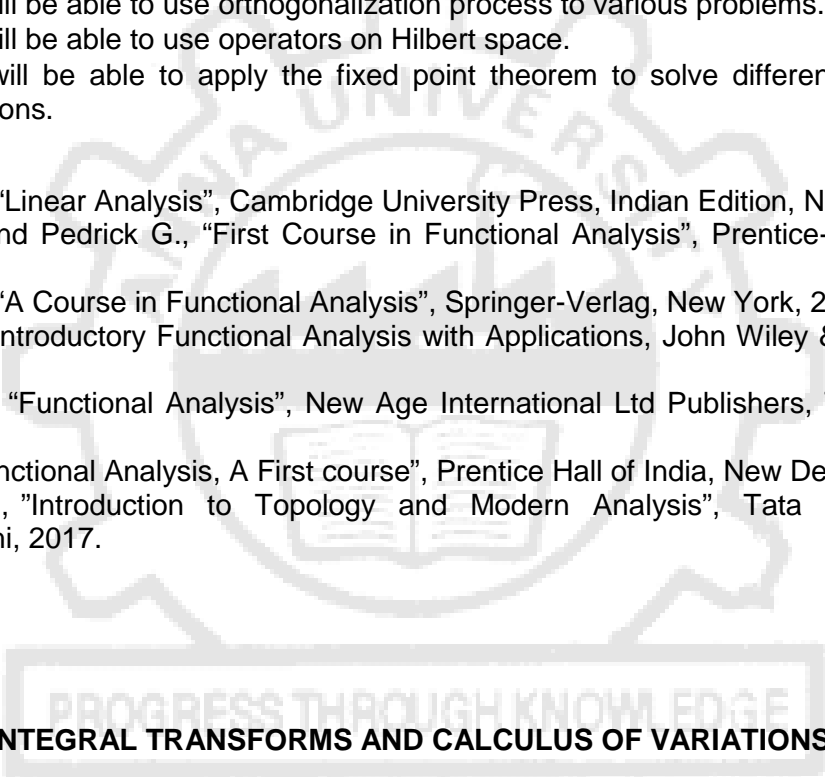 ill be able to use orthogonalization process to various problems.
ill be able to use operators on Hilbert space.
will be able to apply the fixed point theorem to solve differen
ons.
“Linear Analysis”, Cambridge University Press, Indian Edition, N
nd Pedrick G., “First Course in Functional Analysis”, Prentice-
“A Course in Functional Analysis”, Springer-Verlag, New York, 2
ntroductory Functional Analysis with Applications, John Wiley &
“Functional Analysis”, New Age International Ltd Publishers,
nctional Analysis, A First course”, Prentice Hall of India, New De
, ”Introduction to Topology and Modern Analysis”, Tata
ni, 2017.
PROGRESS THROUGH KNOWLEDGE
NTEGRAL TRANSFORMS AND CALCULUS OF VARIATIONS